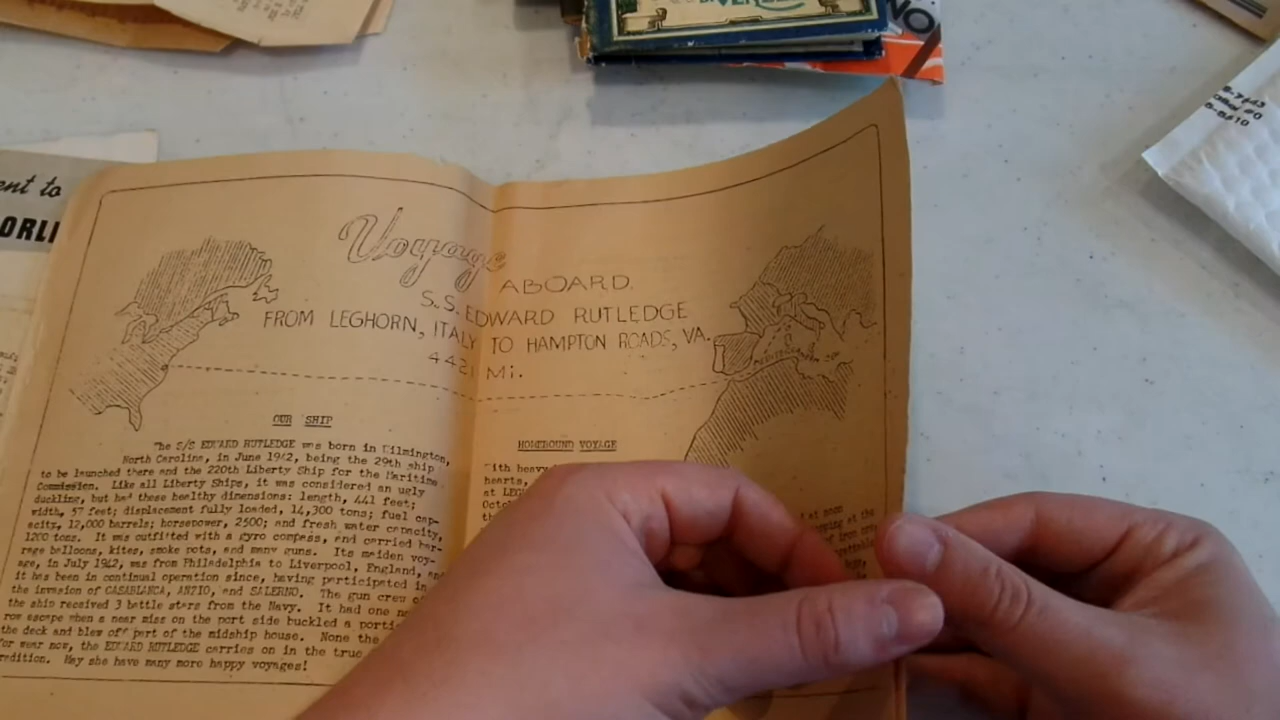 NO
ent to
ORLI
Voyage
ABOARD
S.S. EDWARD RUTLEDGE
FROM LEGHORN, ITALY TO HAMPTON ROADS, VA.
4421 Mi.
OUR SHIP
The S/S EDWARD RUTLEDGE was born in Wilmington,
North Carolina, in June 1942, being the 29th ship
to be launched there and the 220th Liberty Ship for the Maritime
Commission. Like all Liberty Ships, it was considered an ugly
duckling, but had these healthy dimensions: length, 441 feet;
width, 57 feet; displacement fully loaded, 14,300 tons; fuel cap-
acity, 12,000 barrels; horsepower, 2500; and fresh water capacity,
1200 tons. It was outfitted with a gyro compass, and carried bar-
rage balloons, kites, smoke pots, and many guns. Its maiden voy-
age, in July 1942, was from Philadelphia to Liverpool, England, and
it has been in continual operation since, having participated in
the invasion of CASABLANCA, ANZIO, and SALERNO. The gun crew of
the ship received 3 battle stars from the Navy. It had one
row escape when a near miss on the port side buckled a
the deck and blew off part of the midship house. None the
for wear now, the EDWARD RUTLEDGE carries on in the true
redition. May she have many more happy voyages!
HOMEBOUND VOYAGE
With heavy
hearts,
at LEG
Octo